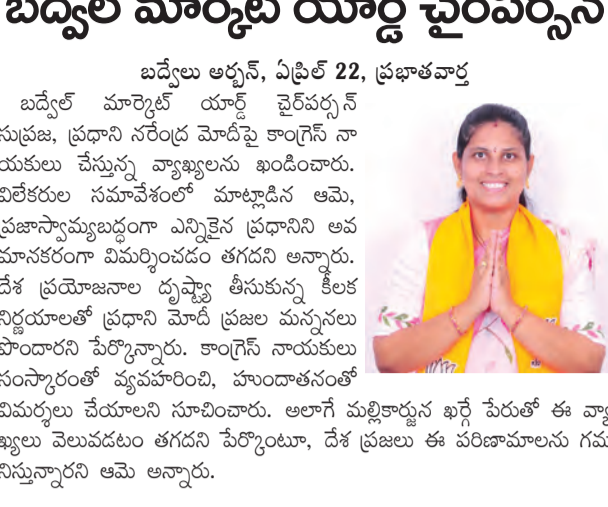 బద్వేల్ మార్కెట్ యార్డ్ చైర్‌పర్సన్
బద్వేలు అర్బన్, ఏప్రిల్ 22, ప్రభాతవార్త
బద్వేల్ మార్కెట్ యార్డ్ చైర్‌పర్సన్
సుప్రజ, ప్రధాని నరేంద్ర మోదీపై కాంగ్రెస్ నా
యకులు చేస్తున్న వ్యాఖ్యలను ఖండించారు.
విలేకరుల సమావేశంలో మాట్లాడిన ఆమె,
ప్రజాస్వామ్యబద్ధంగా ఎన్నికైన ప్రధానిని అవ
మానకరంగా విమర్శించడం తగదని అన్నారు.
దేశ ప్రయోజనాల దృష్ట్యా తీసుకున్న కీలక
నిర్ణయాలతో ప్రధాని మోదీ ప్రజల మన్ననలు
పొందారని పేర్కొన్నారు. కాంగ్రెస్ నాయకులు
సంస్కారంతో వ్యవహరించి, హుందాతనంతో
విమర్శలు చేయాలని సూచించారు. అలాగే మల్లికార్జున ఖర్గే పేరుతో ఈ వ్యా
ఖ్యలు వెలువడటం తగదని పేర్కొంటూ, దేశ ప్రజలు ఈ పరిణామాలను గమ
నిస్తున్నారని ఆమె అన్నారు.